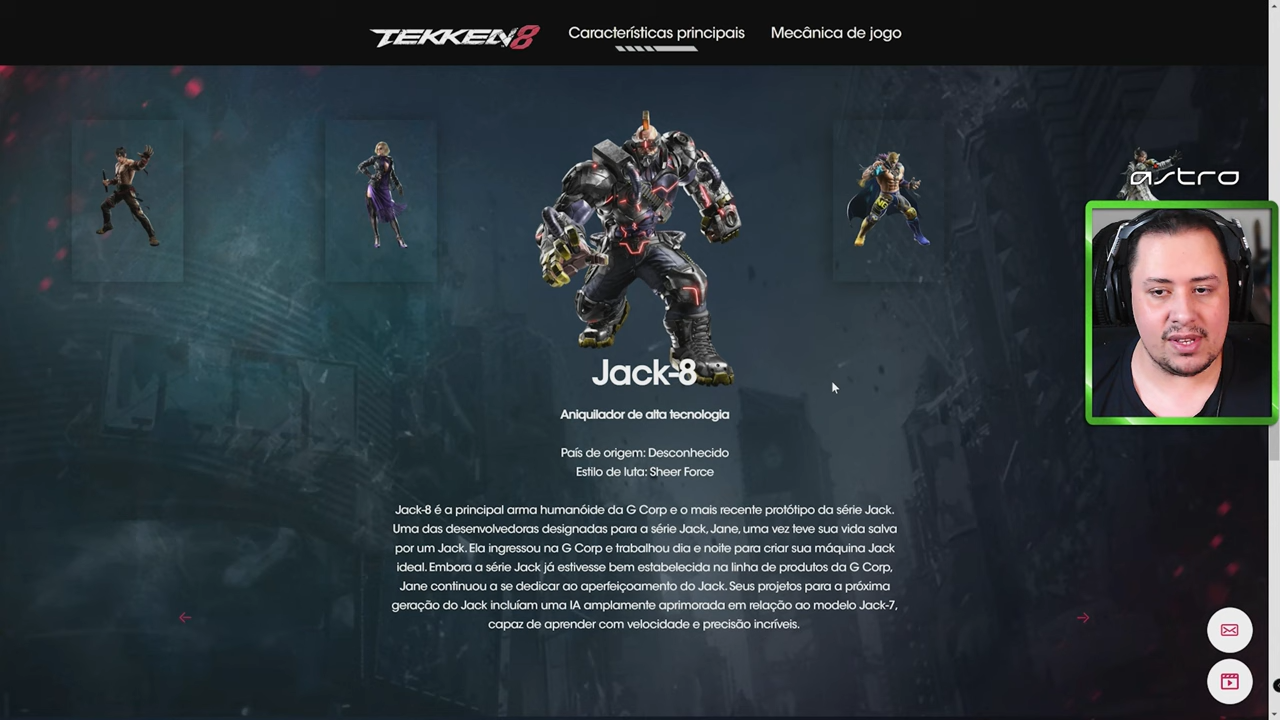 TEKKEN8
Características principais
Mecânica de jogo
astro
Jack-8
Aniquilador de alta tecnologia
País de origem: Desconhecido
Estilo de luta: Sheer Force
Jack-8 é a principal arma humanóide da G Corp e o mais recente protótipo da série Jack.
Uma das desenvolvedoras designadas para a série Jack, Jane, uma vez teve sua vida salva
por um Jack. Ela ingressou na G Corp e trabalhou dia e noite para criar sua máquina Jack
ideal. Embora a série Jack já estivesse bem estabelecida na linha de produtos da G Corp,
Jane continuou a se dedicar ao aperfeiçoamento do Jack. Seus projetos para a próxima
geração do Jack incluíam uma IA amplamente aprimorada em relação ao modelo Jack-7,
capaz de aprender com velocidade e precisão incríveis.